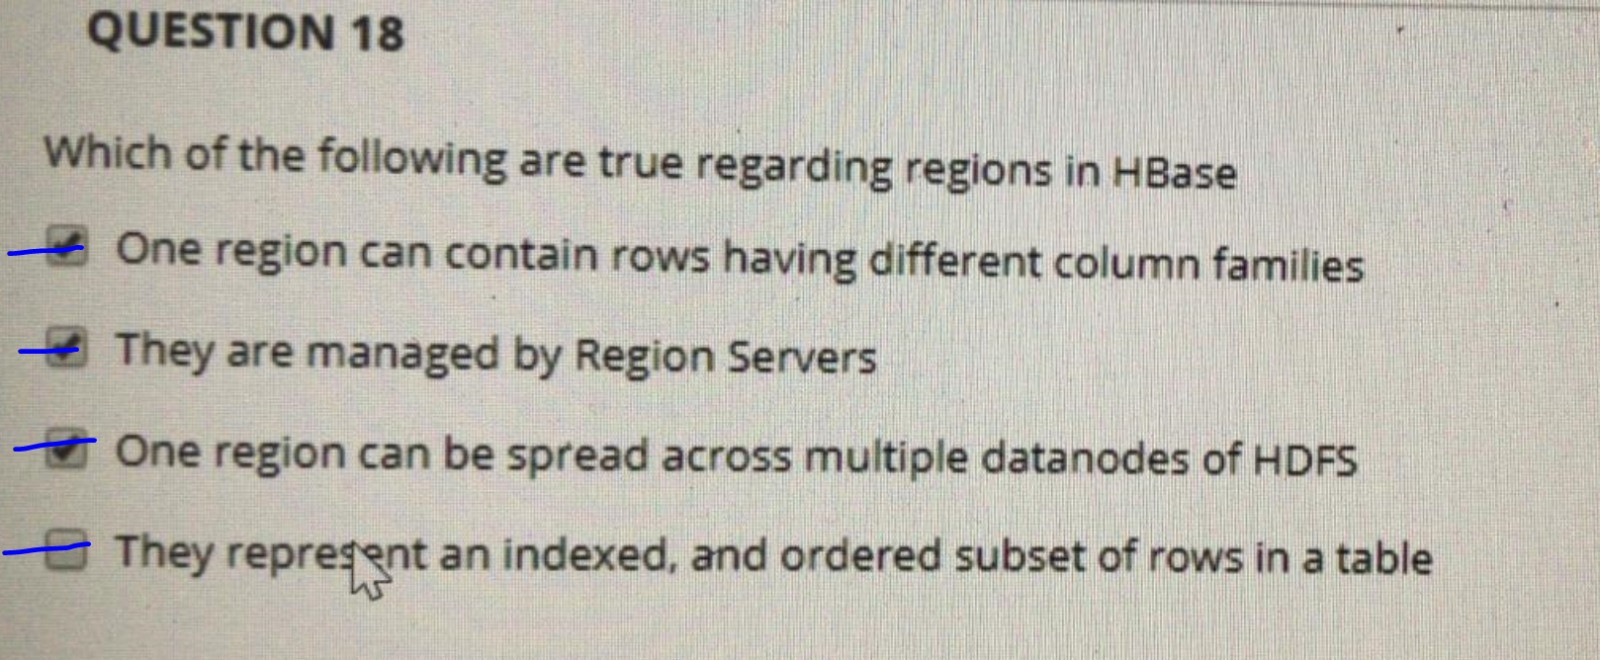 QUESTION 18
Which of the following are true regarding regions in HBase
One region can contain rows having different column families
They are managed by Region Servers
One region can be spread across multiple datanodes of HDFS
They represent an indexed, and ordered subset of rows in a table